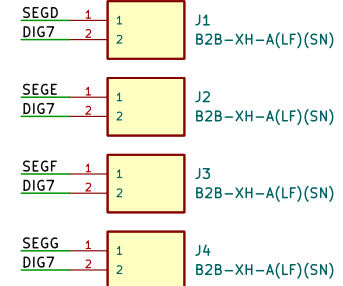 SEGD 1 1 J1
DIG7 2 2 B2B-XH-A(LF)(SN)
SEGE 1 1 J2
DIG7 2 2 B2B-XH-A(LF)(SN)
SEGF 1 1 J3
DIG7 2 2 B2B-XH-A(LF)(SN)
SEGG 1 1 J4
DIG7 2 2 B2B-XH-A(LF)(SN)